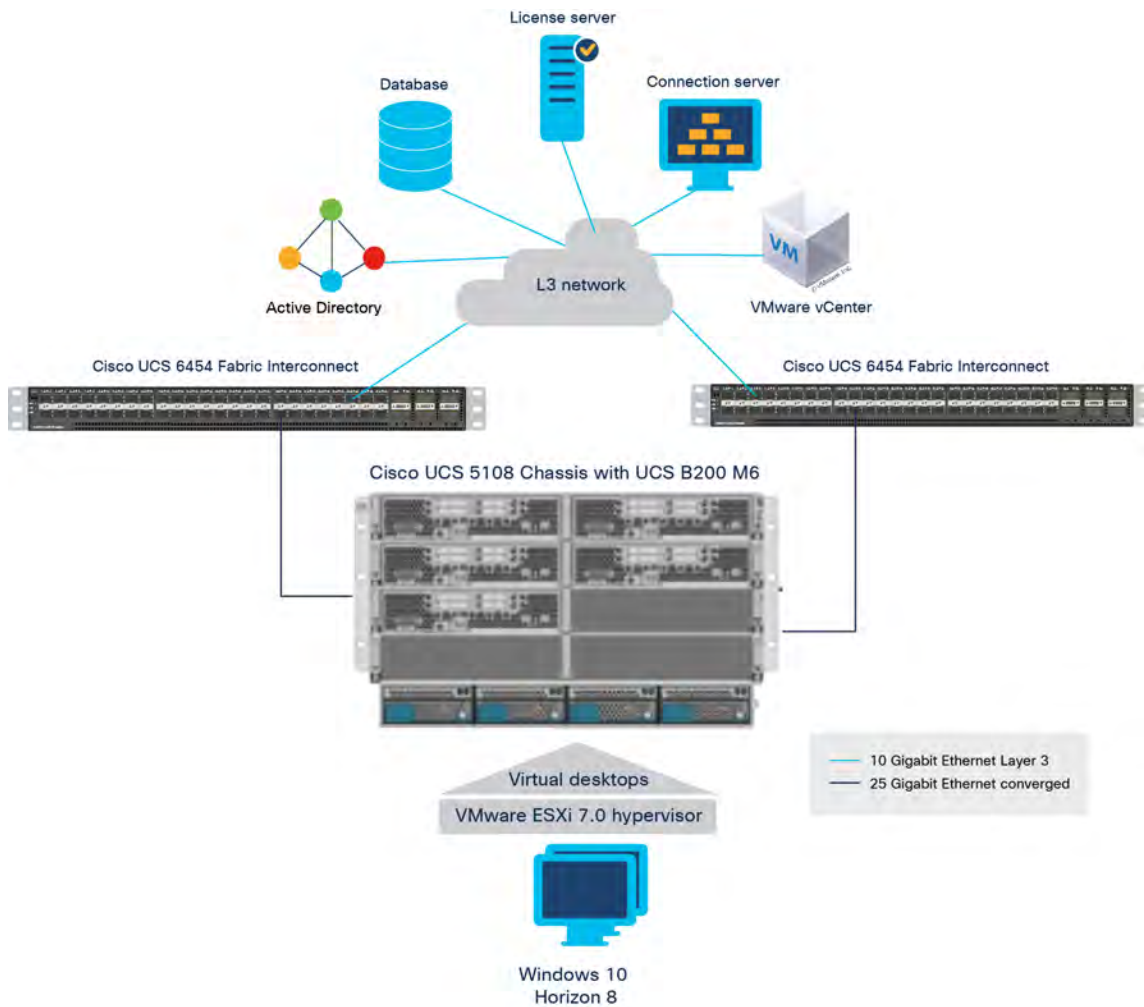 License server
Database
Connection server
VM
© VMware, Inc.
L3 network
Active Directory
VMware vCenter
Cisco UCS 6454 Fabric Interconnect
Cisco UCS 6454 Fabric Interconnect
Cisco UCS 5108 Chassis with UCS B200 M6
10 Gigabit Ethernet Layer 3
25 Gigabit Ethernet converged
Virtual desktops
VMware ESXi 7.0 hypervisor
Windows 10
Horizon 8